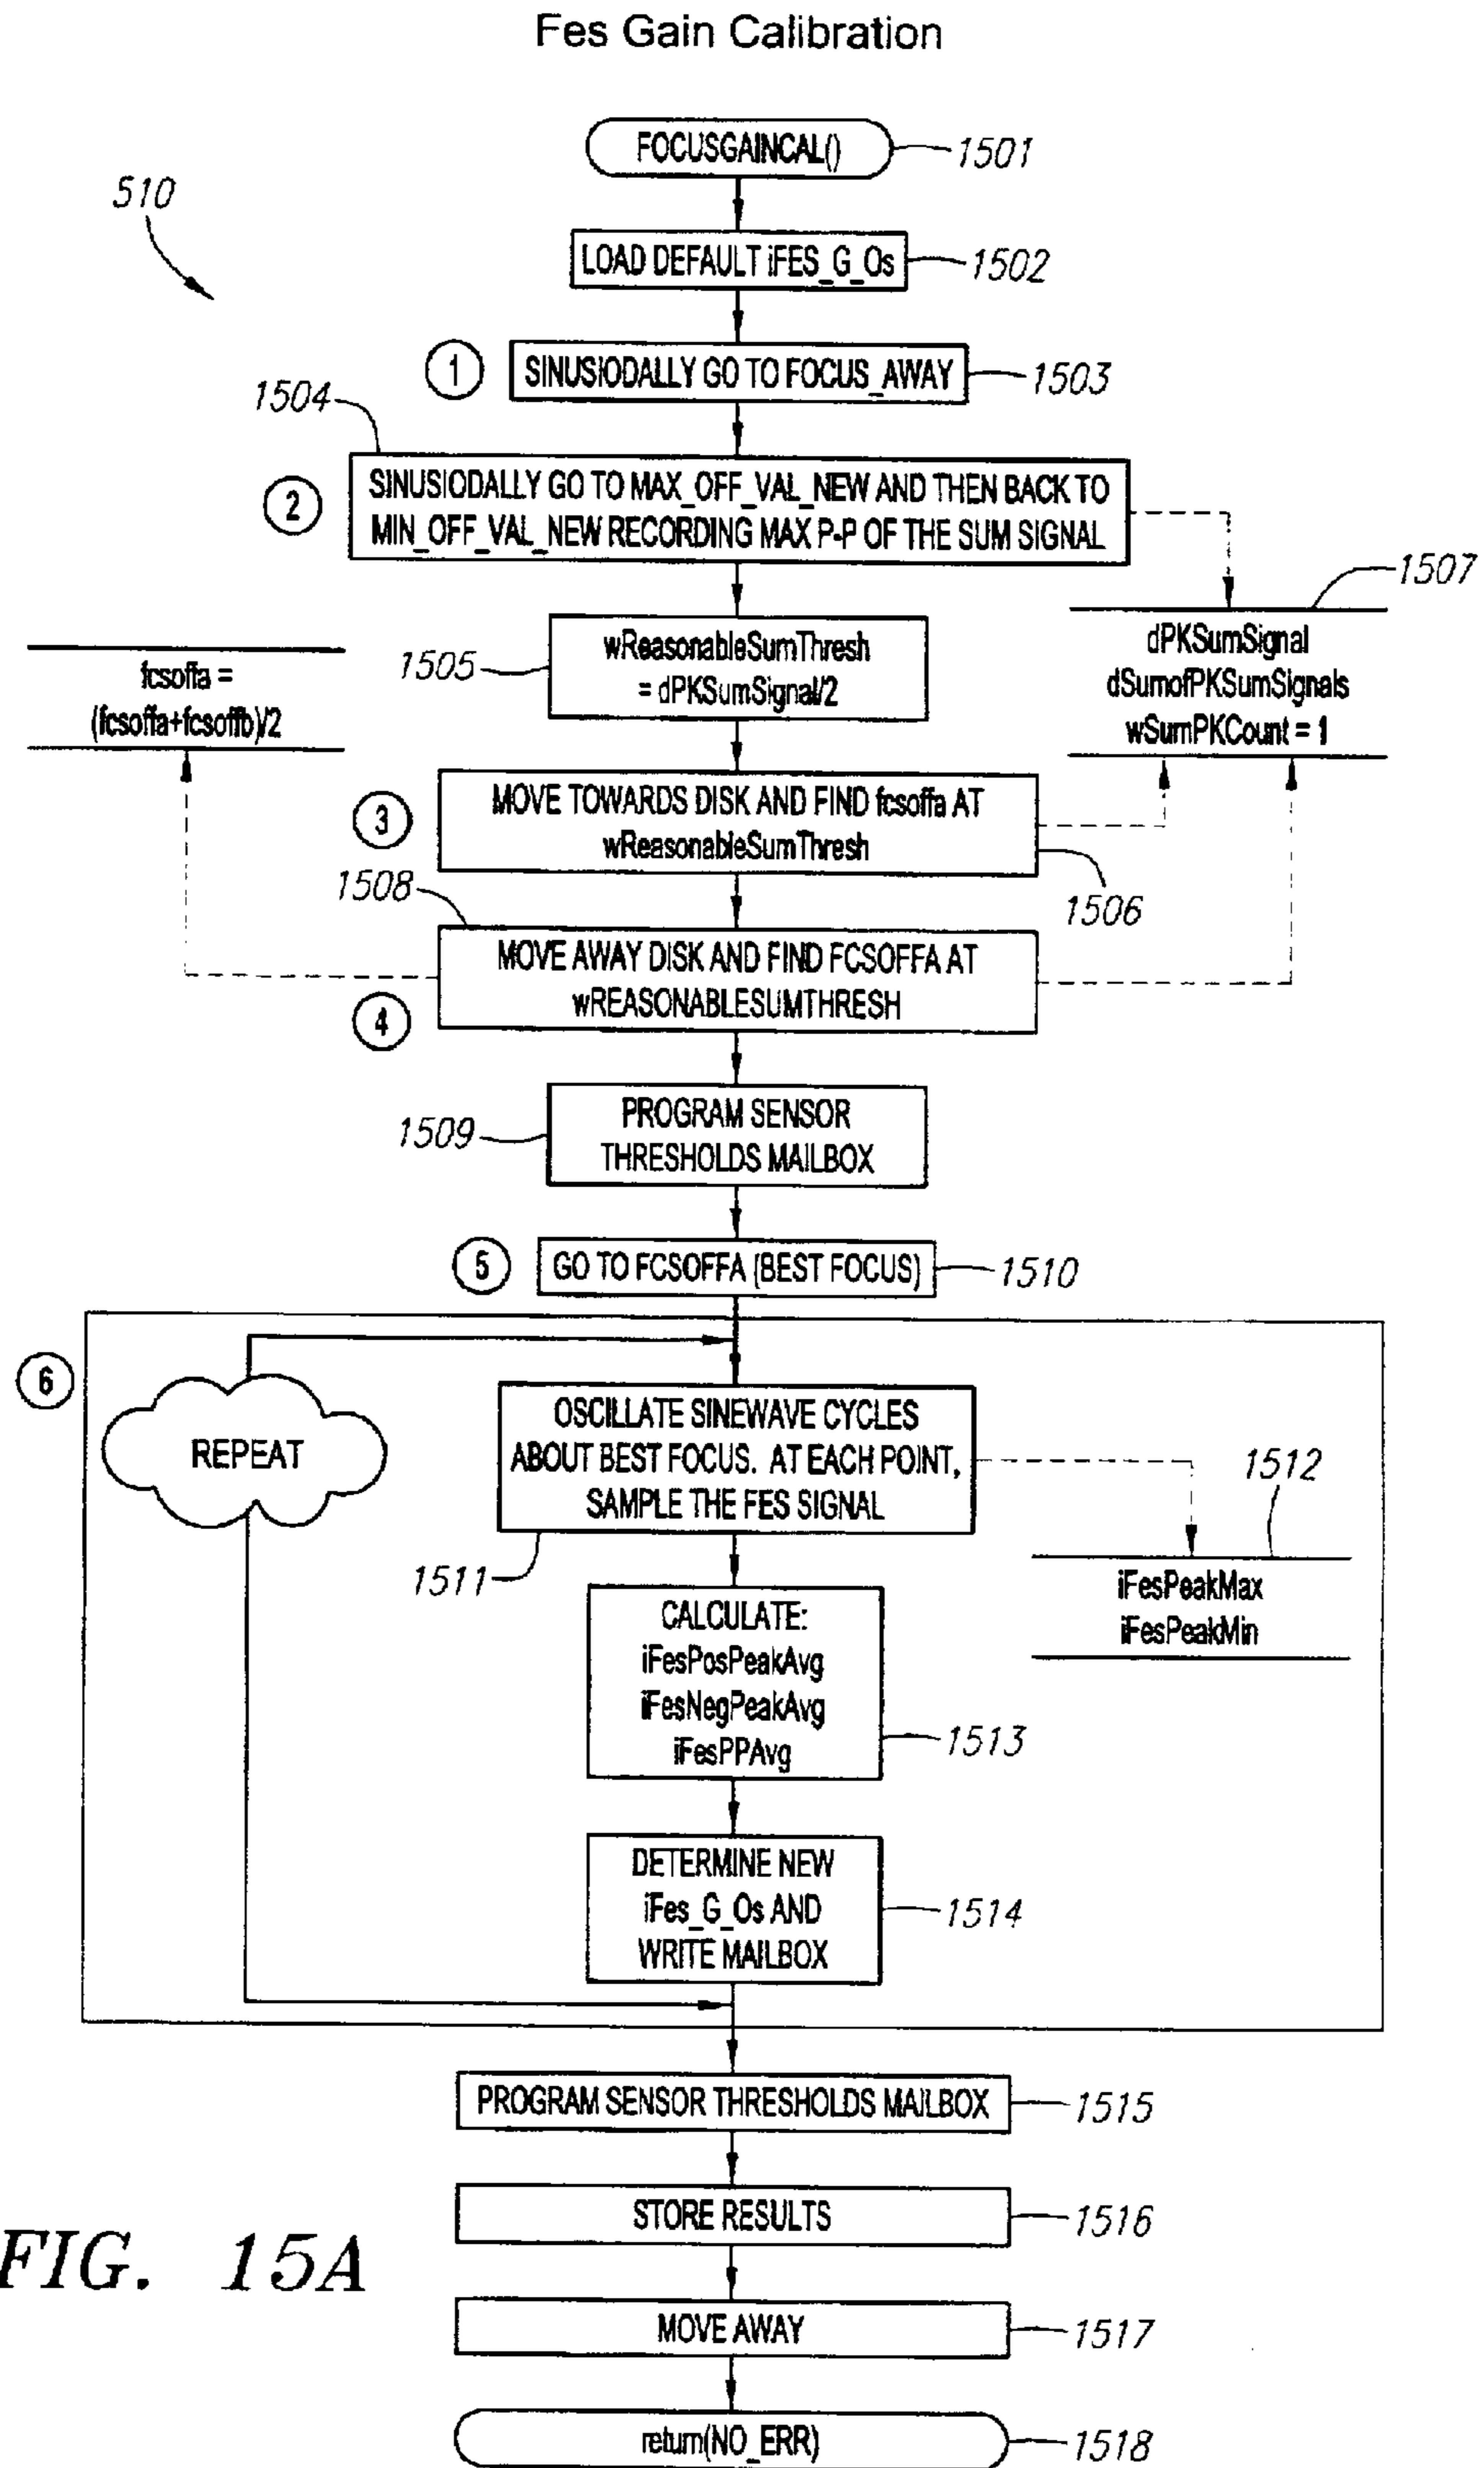 Fes Gain Calibration
FOCUSGAINCAL()
1501
510
LOAD DEFAULT iFES_G_Os
1502
1
SINUSIODALLY GO TO FOCUS_AWAY
1503
1504
2
SINUSIODALLY GO TO MAX_OFF_VAL_NEW AND THEN BACK TO
MIN_OFF_VAL_NEW RECORDING MAX P-P OF THE SUM SIGNAL
1507
dPKSumSignal
dSumofPKSumSignals
wSumPKCount = 1
1505
wReasonableSumThresh
= dPKSumSignal/2
fcsoffa =
(fcsoffa+fcsoffb)/2
3
MOVE TOWARDS DISK AND FIND fcsoffa AT
wReasonableSumThresh
1506
1508
MOVE AWAY DISK AND FIND FCSOFFA AT
wREASONABLESUMTHRESH
4
1509
PROGRAM SENSOR
THRESHOLDS MAILBOX
5
GO TO FCSOFFA (BEST FOCUS)
1510
6
REPEAT
OSCILLATE SINEWAVE CYCLES
ABOUT BEST FOCUS. AT EACH POINT,
SAMPLE THE FES SIGNAL
1511
1512
iFesPeakMax
iFesPeakMin
CALCULATE:
iFesPosPeakAvg
iFesNegPeakAvg
iFesPPAvg
1513
DETERMINE NEW
iFes_G_Os AND
WRITE MAILBOX
1514
PROGRAM SENSOR THRESHOLDS MAILBOX
1515
STORE RESULTS
1516
MOVE AWAY
1517
return(NO_ERR)
1518
FIG. 15A